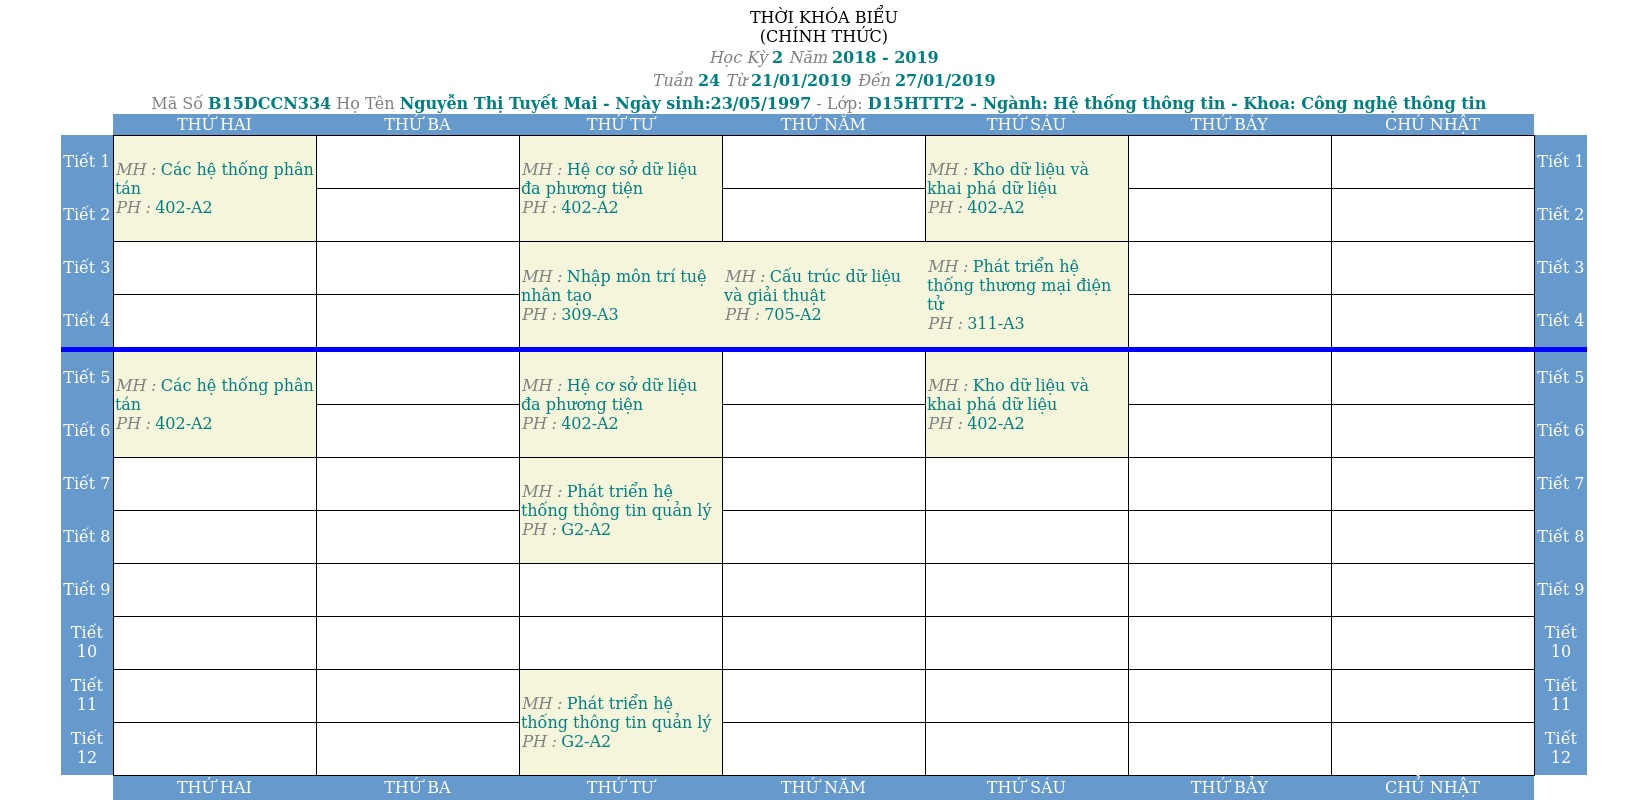 THỜI KHÓA BIỂU
(CHÍNH THỨC)
Học Kỳ 2 Năm 2018 - 2019
Tuần 24 Từ 21/01/2019 Đến 27/01/2019
Mã Số B15DCCN334 Họ Tên Nguyễn Thị Tuyết Mai - Ngày sinh:23/05/1997 - Lớp: D15HTTT2 - Ngành: Hệ thống thông tin - Khoa: Công nghệ thông tin
THỨ HAI THỨ BA THỨ TƯ THỨ NĂM THỨ SÁU THỨ BẢY CHỦ NHẬT
Tiết 1
MH : Các hệ thống phân
tán
PH : 402-A2
MH : Hệ cơ sở dữ liệu
đa phương tiện
PH : 402-A2
MH : Kho dữ liệu và
khai phá dữ liệu
PH : 402-A2
Tiết 1
Tiết 2
Tiết 2
Tiết 3
MH : Nhập môn trí tuệ
nhân tạo
PH : 309-A3
MH : Cấu trúc dữ liệu
và giải thuật
PH : 705-A2
MH : Phát triển hệ
thống thương mại điện
tử
PH : 311-A3
Tiết 3
Tiết 4
Tiết 4
Tiết 5
MH : Các hệ thống phân
tán
PH : 402-A2
MH : Hệ cơ sở dữ liệu
đa phương tiện
PH : 402-A2
MH : Kho dữ liệu và
khai phá dữ liệu
PH : 402-A2
Tiết 5
Tiết 6
Tiết 6
Tiết 7
MH : Phát triển hệ
thống thông tin quản lý
PH : G2-A2
Tiết 7
Tiết 8
Tiết 8
Tiết 9
Tiết 9
Tiết
10
Tiết
10
Tiết
11
MH : Phát triển hệ
thống thông tin quản lý
PH : G2-A2
Tiết
11
Tiết
12
Tiết
12
THỨ HAI THỨ BA THỨ TƯ THỨ NĂM THỨ SÁU THỨ BẢY CHỦ NHẬT